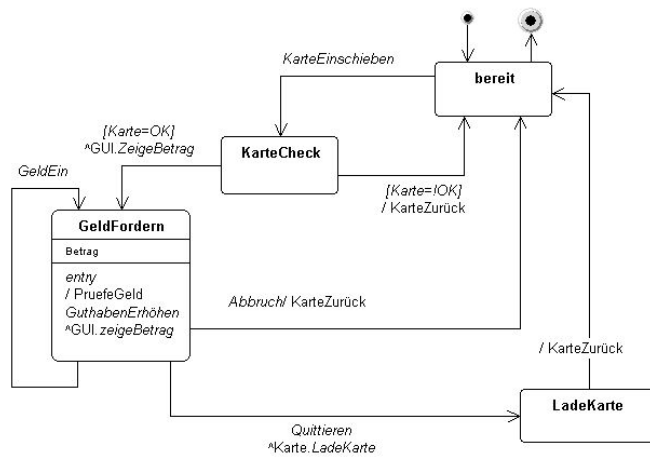 KarteEinschieben
bereit
[Karte=OK]
^GUI.ZeigeBetrag
KarteCheck
GeldEin
[Karte=!OK]
/ KarteZurück
GeldFordern
Betrag
entry
/ PruefeGeld
GuthabenErhöhen
^GUI.zeigeBetrag
Abbruch/ KarteZurück
/ KarteZurück
LadeKarte
Quittieren
^Karte.LadeKarte